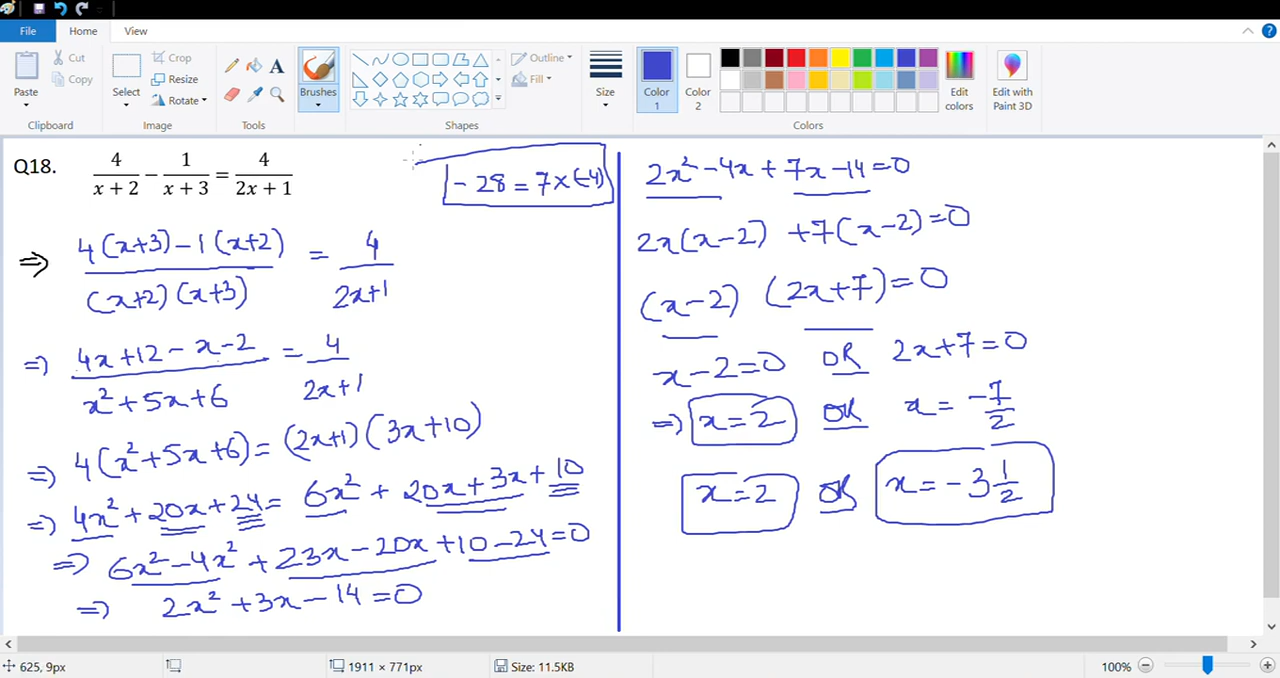 File Home View
Paste Cut Copy Clipboard
Select Crop Resize Rotate Image
A Tools
Brushes
Outline Fill Shapes
Size
Color 1 Color 2 Edit colors Colors
Edit with Paint 3D
Q18. 4/(x + 2) − 1/(x + 3) = 4/(2x + 1)
-28 = 7×(-4)
⇒ (4(x+3) - 1(x+2))/((x+2)(x+3)) = 4/(2x+1)
⇒ (4x+12 - x-2)/(x²+5x+6) = 4/(2x+1)
⇒ 4(x²+5x+6) = (2x+1)(3x+10)
⇒ 4x²+20x+24 = 6x² + 20x+3x+10
⇒ 6x²-4x² + 23x-20x +10-24=0
⇒ 2x²+3x-14=0
2x²-4x+7x-14=0
2x(x-2) +7(x-2)=0
(x-2) (2x+7)=0
x-2=0 OR 2x+7=0
⇒ x=2 OR x = -7/2
x=2 OR x = -3 1/2
625, 9px 1911 × 771px Size: 11.5KB 100%